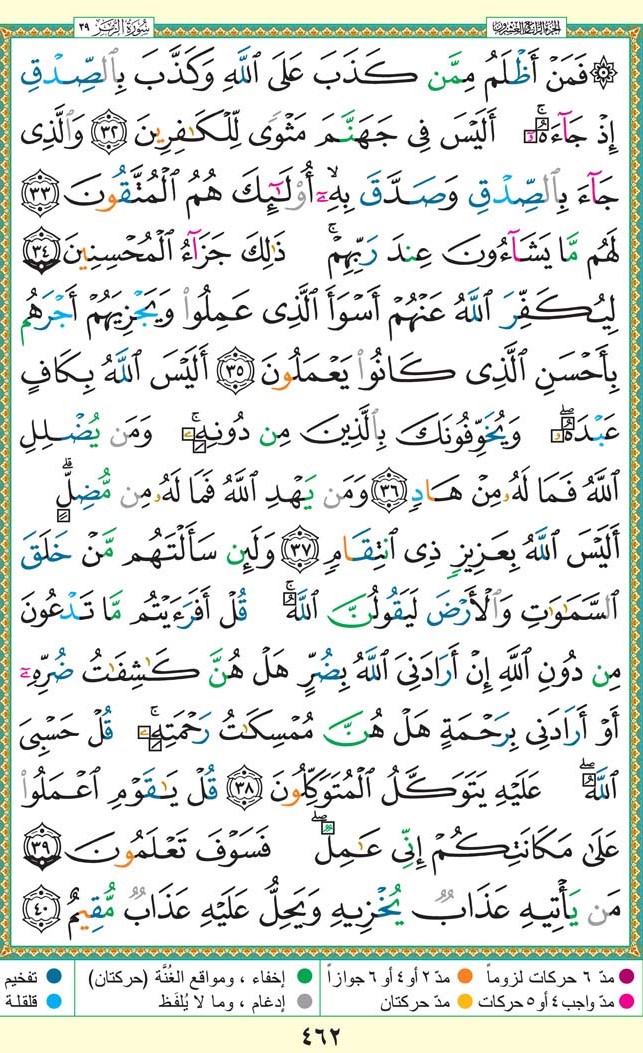 سُورَةُ الزُّمَرِ ٣٩
الجزء الرابع والعشرون
۞ فَمَنْ أَظْلَمُ مِمَّن كَذَبَ عَلَى ٱللَّهِ وَكَذَّبَ بِٱلصِّدْقِ
إِذْ جَآءَهُۥٓ ۚ أَلَيْسَ فِى جَهَنَّمَ مَثْوًى لِّلْكَـٰفِرِينَ ٣٢ وَٱلَّذِى
جَآءَ بِٱلصِّدْقِ وَصَدَّقَ بِهِۦٓ ۙ أُو۟لَـٰٓئِكَ هُمُ ٱلْمُتَّقُونَ ٣٣
لَهُم مَّا يَشَآءُونَ عِندَ رَبِّهِمْ ۚ ذَٰلِكَ جَزَآءُ ٱلْمُحْسِنِينَ ٣٤
لِيُكَفِّرَ ٱللَّهُ عَنْهُمْ أَسْوَأَ ٱلَّذِى عَمِلُوا۟ وَيَجْزِيَهُمْ أَجْرَهُم
بِأَحْسَنِ ٱلَّذِى كَانُوا۟ يَعْمَلُونَ ٣٥ أَلَيْسَ ٱللَّهُ بِكَافٍ
عَبْدَهُۥ ۖ وَيُخَوِّفُونَكَ بِٱلَّذِينَ مِن دُونِهِۦ ۚ وَمَن يُضْلِلِ
ٱللَّهُ فَمَا لَهُۥ مِنْ هَادٍ ٣٦ وَمَن يَهْدِ ٱللَّهُ فَمَا لَهُۥ مِن مُّضِلٍّ ۗ
أَلَيْسَ ٱللَّهُ بِعَزِيزٍ ذِى ٱنتِقَامٍ ٣٧ وَلَئِن سَأَلْتَهُم مَّنْ خَلَقَ
ٱلسَّمَـٰوَٰتِ وَٱلْأَرْضَ لَيَقُولُنَّ ٱللَّهُ ۚ قُلْ أَفَرَءَيْتُم مَّا تَدْعُونَ
مِن دُونِ ٱللَّهِ إِنْ أَرَادَنِىَ ٱللَّهُ بِضُرٍّ هَلْ هُنَّ كَـٰشِفَـٰتُ ضُرِّهِۦٓ
أَوْ أَرَادَنِى بِرَحْمَةٍ هَلْ هُنَّ مُمْسِكَـٰتُ رَحْمَتِهِۦ ۚ قُلْ حَسْبِىَ
ٱللَّهُ ۖ عَلَيْهِ يَتَوَكَّلُ ٱلْمُتَوَكِّلُونَ ٣٨ قُلْ يَـٰقَوْمِ ٱعْمَلُوا۟
عَلَىٰ مَكَانَتِكُمْ إِنِّى عَـٰمِلٌ ۖ فَسَوْفَ تَعْلَمُونَ ٣٩
مَن يَأْتِيهِ عَذَابٌ يُخْزِيهِ وَيَحِلُّ عَلَيْهِ عَذَابٌ مُّقِيمٌ ٤٠
مدّ ٦ حركات لزوماً مدّ ٢ أو ٤ أو ٦ جوازاً إخفاء ، ومواقع الغُنَّة (حركتان) تفخيم
مدّ واجب ٤ أو ٥ حركات مدّ حركتان إدغام ، وما لا يُلفَظ قلقلة
٤٦٢